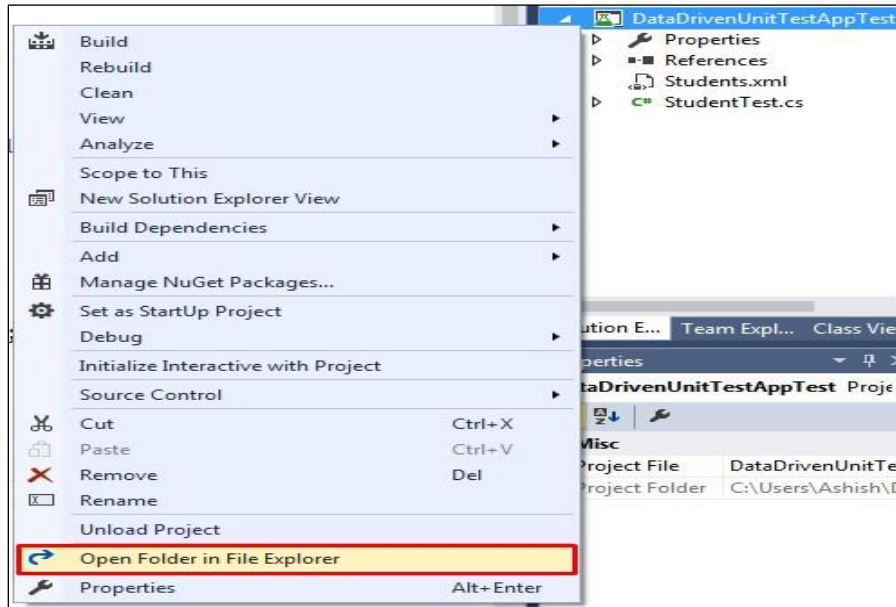 Build
Rebuild
Clean
View
Analyze
Scope to This
New Solution Explorer View
Build Dependencies
Add
Manage NuGet Packages...
Set as StartUp Project
Debug
Initialize Interactive with Project
Source Control
Cut Ctrl+X
Paste Ctrl+V
Remove Del
Rename
Unload Project
Open Folder in File Explorer
Properties Alt+Enter
DataDrivenUnitTestAppTest
Properties
References
Students.xml
C# StudentTest.cs
ution E... Team Expl... Class Vie
perties
taDrivenUnitTestAppTest Proje
Misc
Project File DataDrivenUnitTe
Project Folder C:\Users\Ashish\D